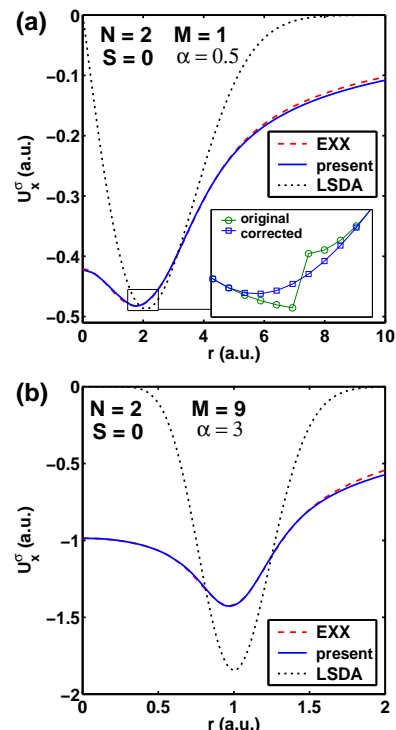 (a)
N = 2 M = 1
S = 0 α = 0.5
0
-0.1
-0.2
-0.3
-0.4
-0.5
U_x^σ (a.u.)
EXX
present
LSDA
original
corrected
0 2 4 6 8 10
r (a.u.)
(b)
N = 2 M = 9
S = 0 α = 3
0
-0.5
-1
-1.5
-2
U_x^σ (a.u.)
EXX
present
LSDA
0 0.5 1 1.5 2
r (a.u.)